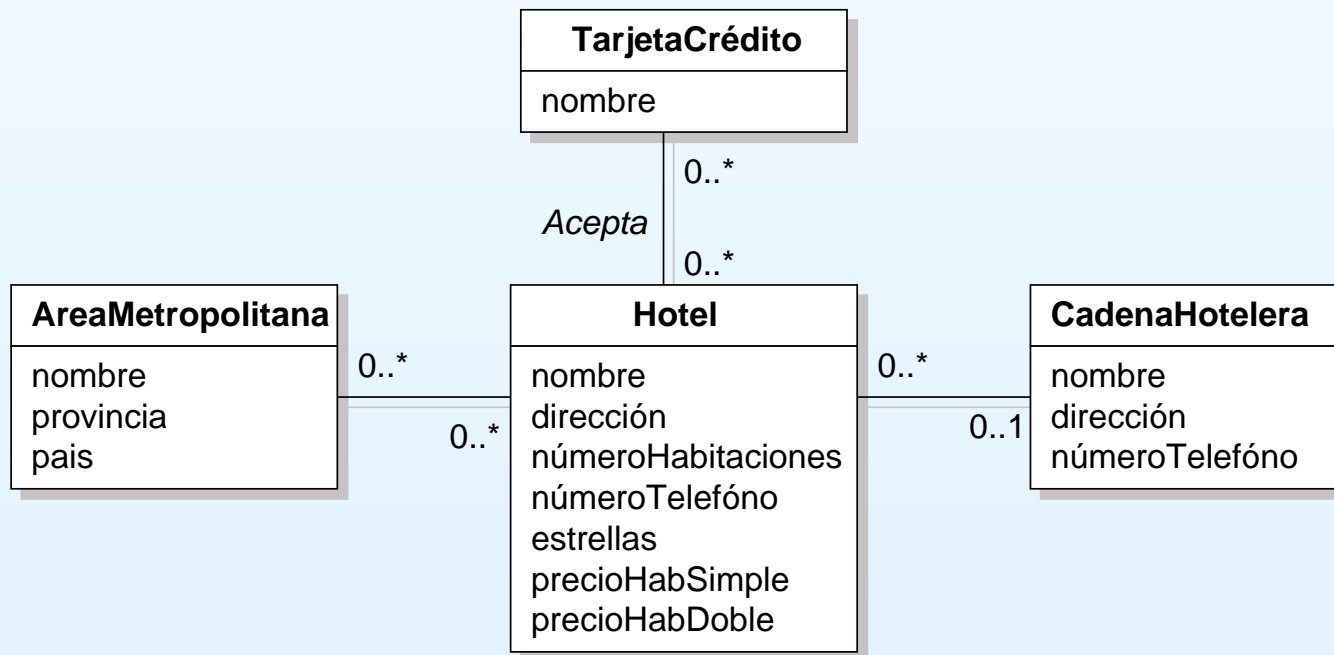 TarjetaCrédito
nombre
0..*
Acepta
0..*
AreaMetropolitana
nombre
provincia
pais
0..*
0..*
Hotel
nombre
dirección
númeroHabitaciones
númeroTelefóno
estrellas
precioHabSimple
precioHabDoble
0..*
0..1
CadenaHotelera
nombre
dirección
númeroTelefóno